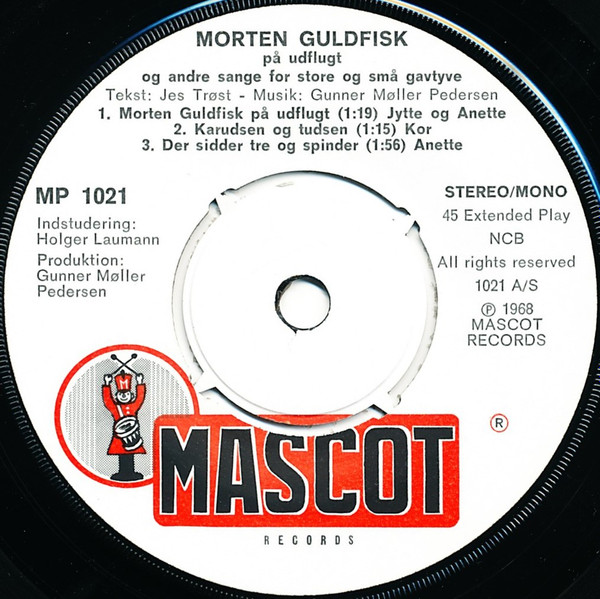 MORTEN GULDFISK
på udflugt
og andre sange for store og små gavtyve
Tekst: Jes Trøst - Musik: Gunner Møller Pedersen
1. Morten Guldfisk på udflugt (1:19) Jytte og Anette
2. Karudsen og tudsen (1:15) Kor
3. Der sidder tre og spinder (1:56) Anette
MP 1021
Indstudering:
Holger Laumann
Produktion:
Gunner Møller
Pedersen
STEREO/MONO
45 Extended Play
NCB
All rights reserved
1021 A/S
℗ 1968
MASCOT
RECORDS
M
MASCOT
®
RECORDS